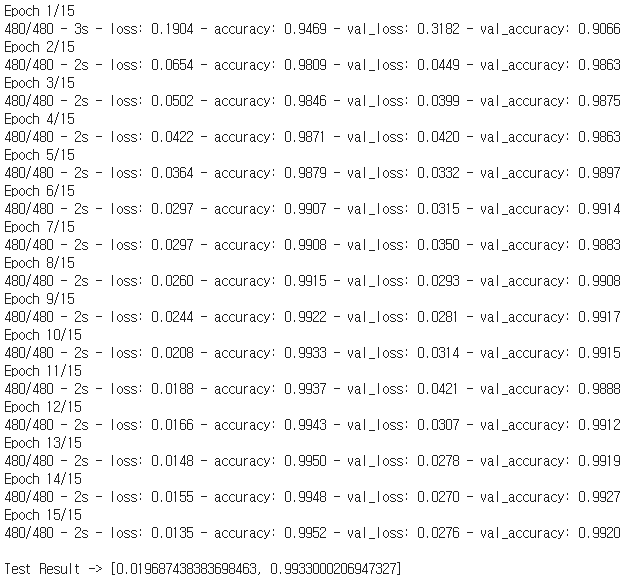 Epoch 1/15
480/480 - 3s - loss: 0.1904 - accuracy: 0.9469 - val_loss: 0.3182 - val_accuracy: 0.9066
Epoch 2/15
480/480 - 2s - loss: 0.0654 - accuracy: 0.9809 - val_loss: 0.0449 - val_accuracy: 0.9863
Epoch 3/15
480/480 - 2s - loss: 0.0502 - accuracy: 0.9846 - val_loss: 0.0399 - val_accuracy: 0.9875
Epoch 4/15
480/480 - 2s - loss: 0.0422 - accuracy: 0.9871 - val_loss: 0.0420 - val_accuracy: 0.9863
Epoch 5/15
480/480 - 2s - loss: 0.0364 - accuracy: 0.9879 - val_loss: 0.0332 - val_accuracy: 0.9897
Epoch 6/15
480/480 - 2s - loss: 0.0297 - accuracy: 0.9907 - val_loss: 0.0315 - val_accuracy: 0.9914
Epoch 7/15
480/480 - 2s - loss: 0.0297 - accuracy: 0.9908 - val_loss: 0.0350 - val_accuracy: 0.9883
Epoch 8/15
480/480 - 2s - loss: 0.0260 - accuracy: 0.9915 - val_loss: 0.0293 - val_accuracy: 0.9908
Epoch 9/15
480/480 - 2s - loss: 0.0244 - accuracy: 0.9922 - val_loss: 0.0281 - val_accuracy: 0.9917
Epoch 10/15
480/480 - 2s - loss: 0.0208 - accuracy: 0.9933 - val_loss: 0.0314 - val_accuracy: 0.9915
Epoch 11/15
480/480 - 2s - loss: 0.0188 - accuracy: 0.9937 - val_loss: 0.0421 - val_accuracy: 0.9888
Epoch 12/15
480/480 - 2s - loss: 0.0166 - accuracy: 0.9943 - val_loss: 0.0307 - val_accuracy: 0.9912
Epoch 13/15
480/480 - 2s - loss: 0.0148 - accuracy: 0.9950 - val_loss: 0.0278 - val_accuracy: 0.9919
Epoch 14/15
480/480 - 2s - loss: 0.0155 - accuracy: 0.9948 - val_loss: 0.0270 - val_accuracy: 0.9927
Epoch 15/15
480/480 - 2s - loss: 0.0135 - accuracy: 0.9952 - val_loss: 0.0276 - val_accuracy: 0.9920
Test Result -> [0.019687438383698463, 0.9933000206947327]